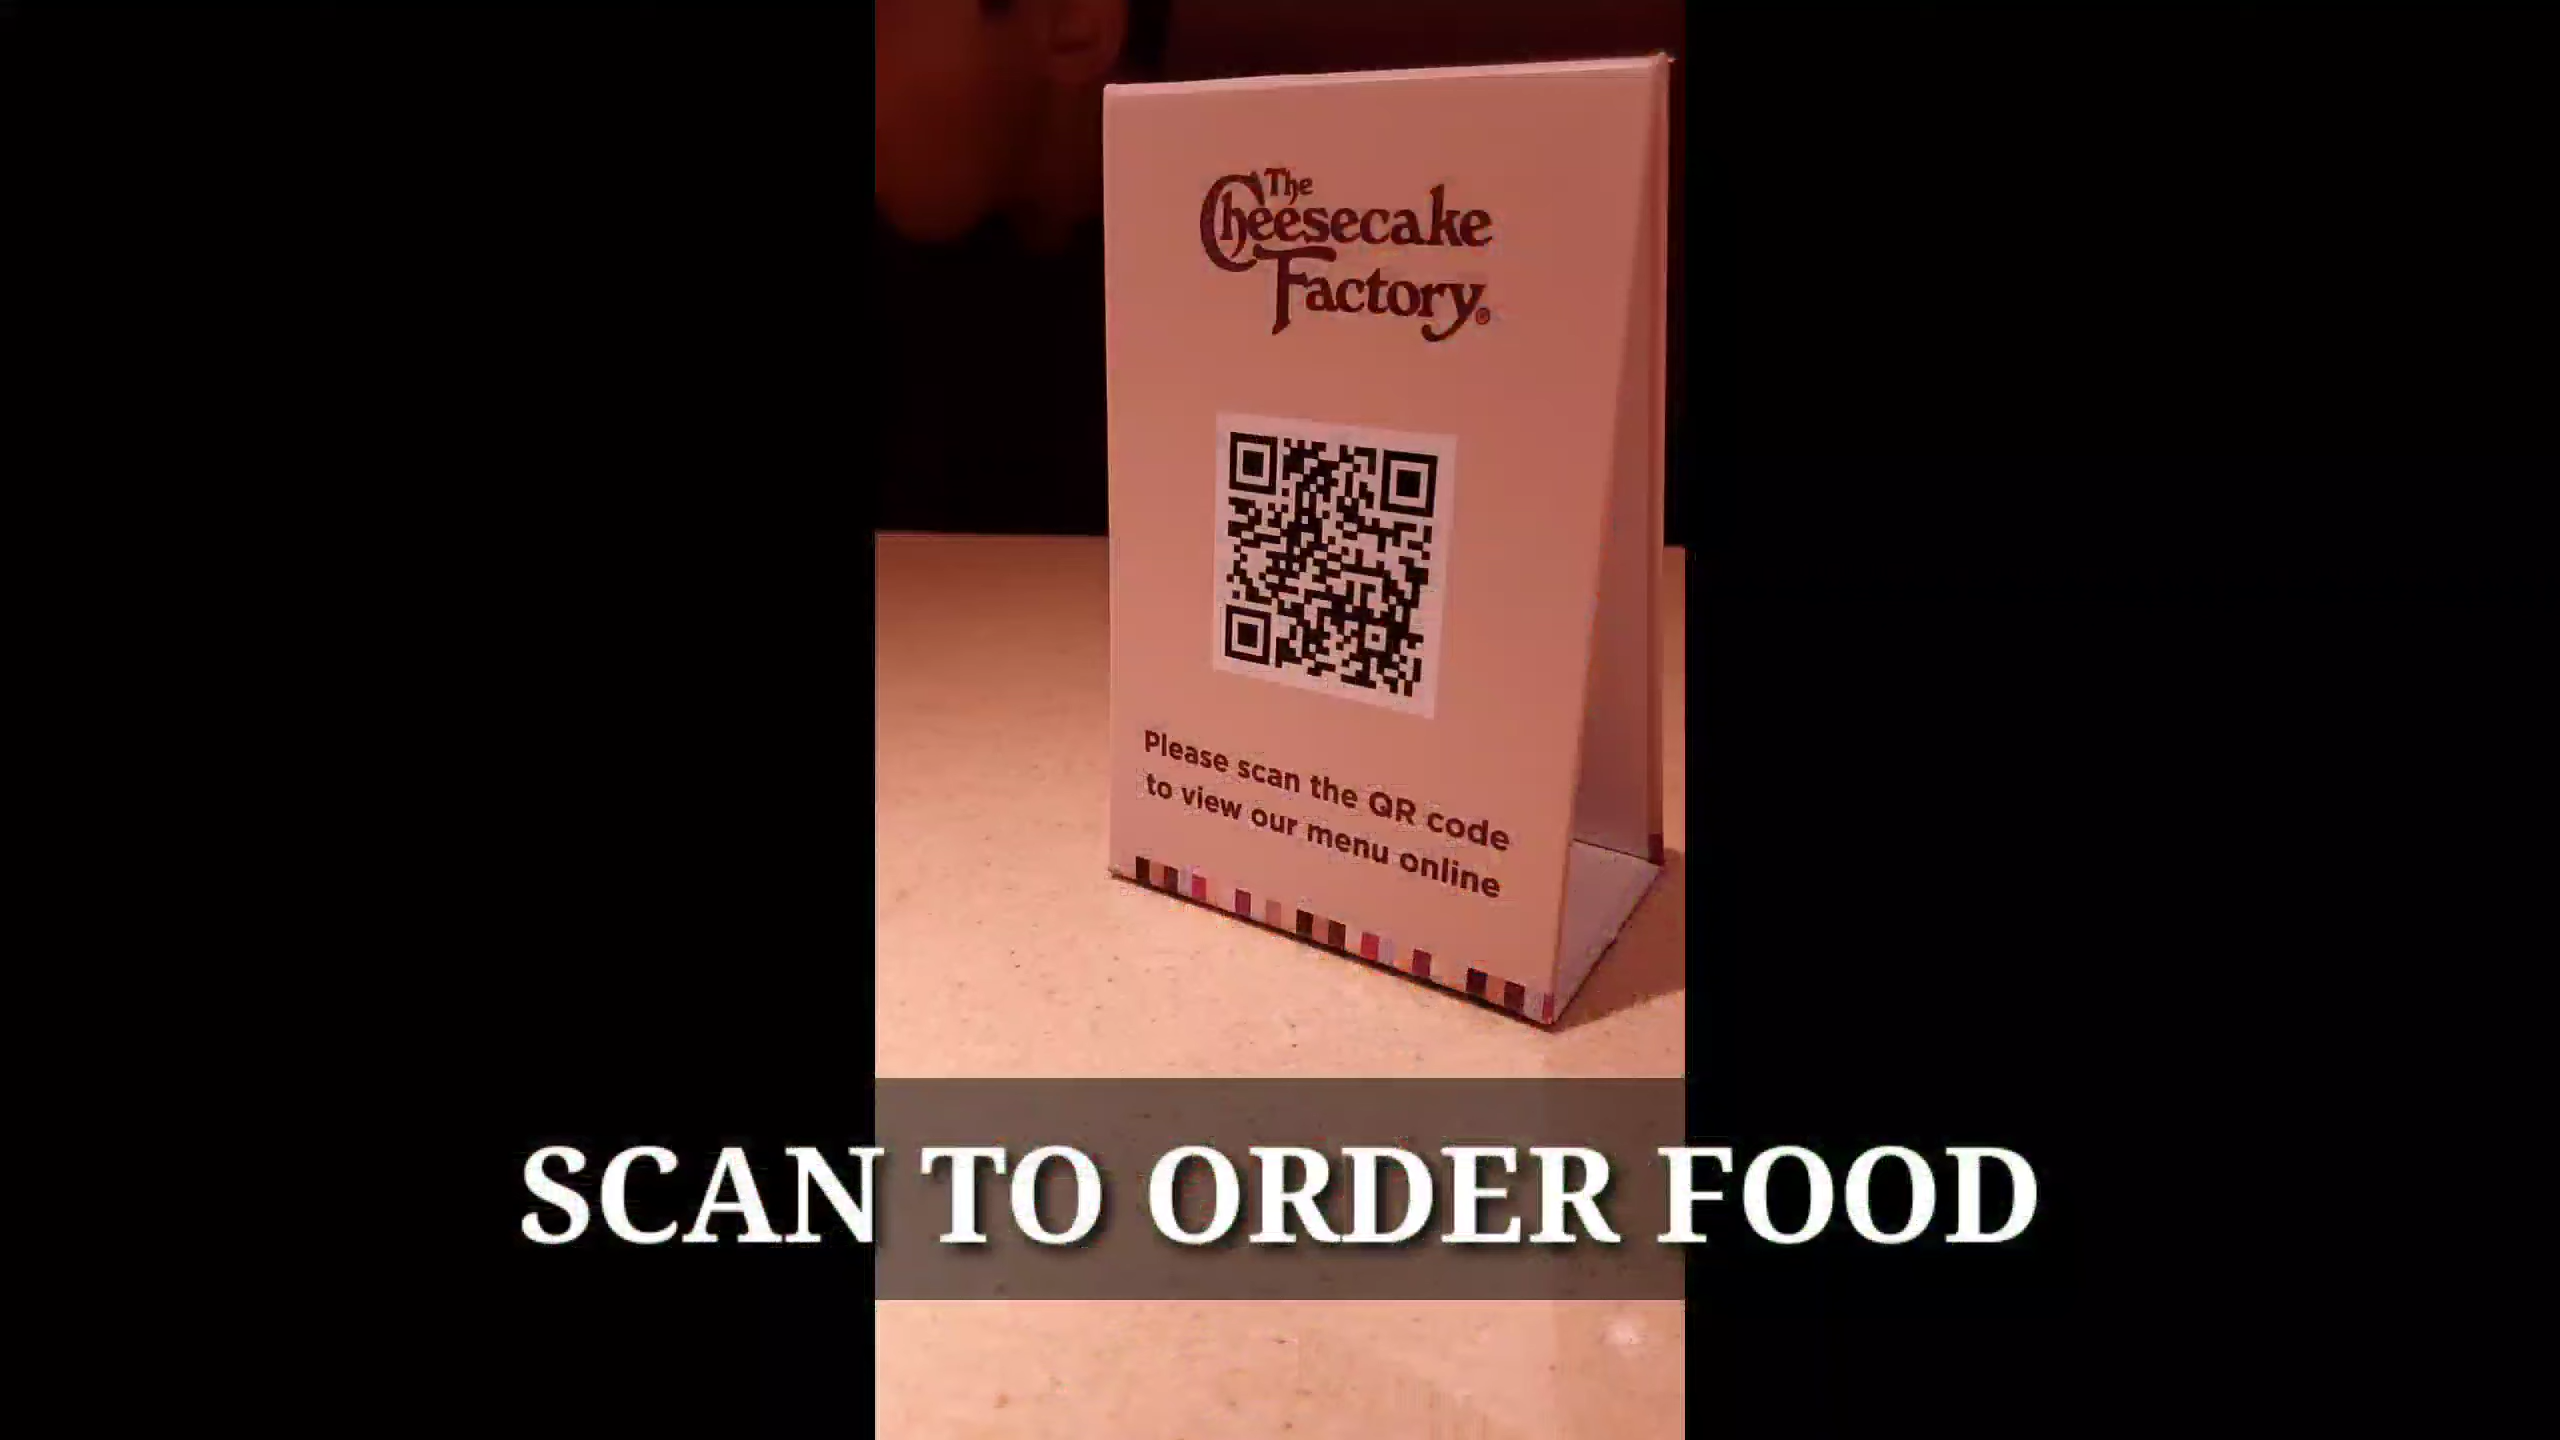 The
Cheesecake
Factory®
Please scan the QR code
to view our menu online
SCAN TO ORDER FOOD